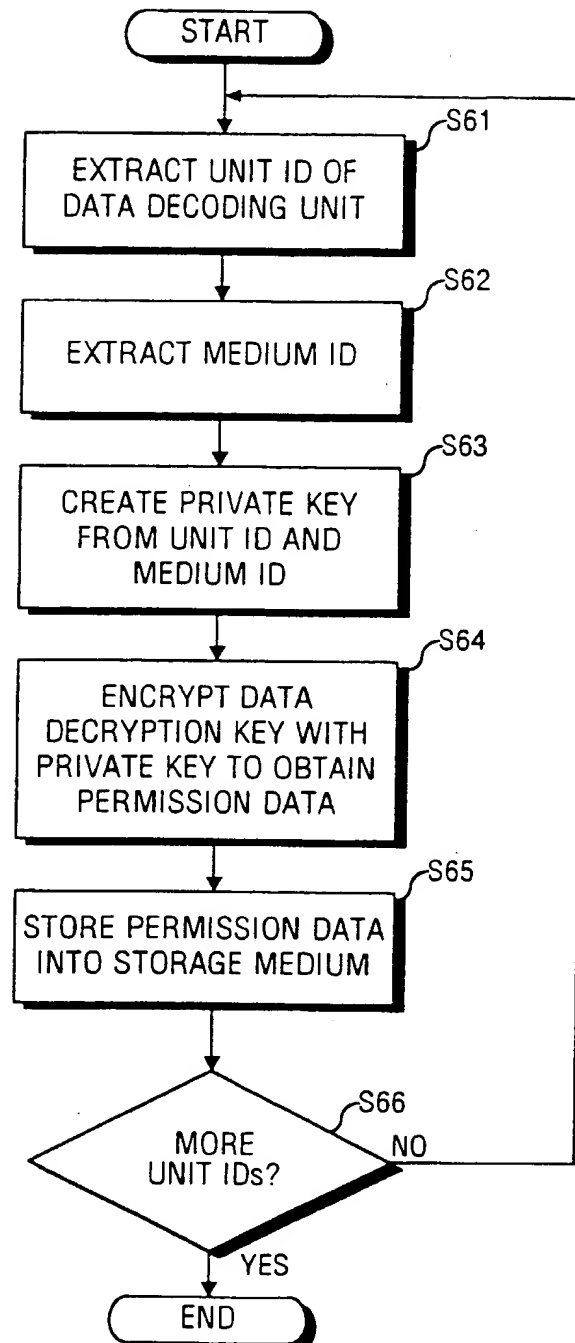 START
S61
EXTRACT UNIT ID OF
DATA DECODING UNIT
S62
EXTRACT MEDIUM ID
S63
CREATE PRIVATE KEY
FROM UNIT ID AND
MEDIUM ID
S64
ENCRYPT DATA
DECRYPTION KEY WITH
PRIVATE KEY TO OBTAIN
PERMISSION DATA
S65
STORE PERMISSION DATA
INTO STORAGE MEDIUM
S66
MORE
UNIT IDs?
NO
YES
END